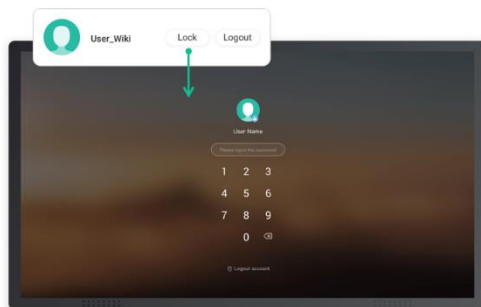 User_Wiki Lock Logout
User Name
Please input the password
1 2 3
4 5 6
7 8 9
0
Logout account